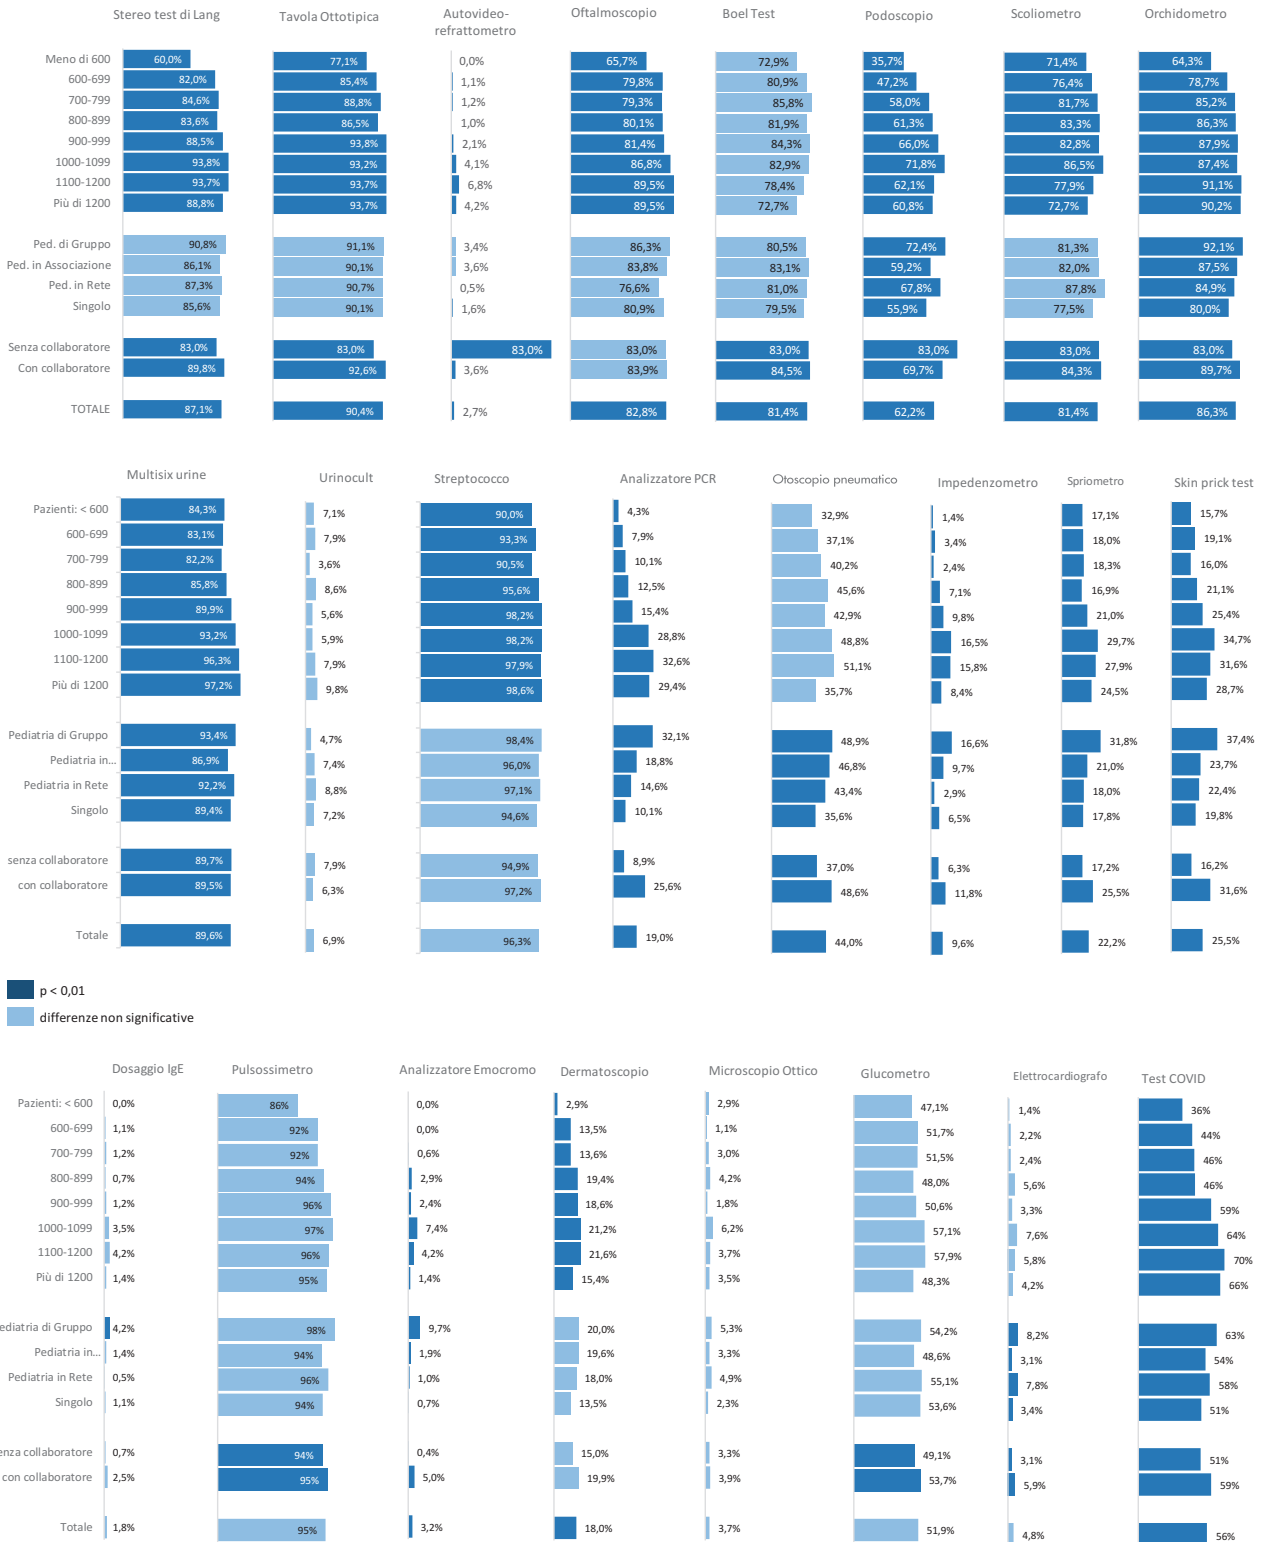 Stereo test di Lang Tavola Ottotipica Autovideo- Oftalmoscopio Boel Test Podoscopio Scoliometro Orchidometro
refrattometro
Meno di 600 60,0% 77,1% 0,0% 65,7% 72,9% 35,7% 71,4% 64,3%
600-699 82,0% 85,4% 1,1% 79,8% 80,9% 47,2% 76,4% 78,7%
700-799 84,6% 88,8% 1,2% 79,3% 85,8% 58,0% 81,7% 85,2%
800-899 83,6% 86,5% 1,0% 80,1% 81,9% 61,3% 83,3% 86,3%
900-999 88,5% 93,8% 2,1% 81,4% 84,3% 66,0% 82,8% 87,9%
1000-1099 93,8% 93,2% 4,1% 86,8% 82,9% 71,8% 86,5% 87,4%
1100-1200 93,7% 93,7% 6,8% 89,5% 78,4% 62,1% 77,9% 91,1%
Più di 1200 88,8% 93,7% 4,2% 89,5% 72,7% 60,8% 72,7% 90,2%
Ped. di Gruppo 90,8% 91,1% 3,4% 86,3% 80,5% 72,4% 81,3% 92,1%
Ped. in Associazione 86,1% 90,1% 3,6% 83,8% 83,1% 59,2% 82,0% 87,5%
Ped. in Rete 87,3% 90,7% 0,5% 76,6% 81,0% 67,8% 87,8% 84,9%
Singolo 85,6% 90,1% 1,6% 80,9% 79,5% 55,9% 77,5% 80,0%
Senza collaboratore 83,0% 83,0% 83,0% 83,0% 83,0% 83,0% 83,0% 83,0%
Con collaboratore 89,8% 92,6% 3,6% 83,9% 84,5% 69,7% 84,3% 89,7%
TOTALE 87,1% 90,4% 2,7% 82,8% 81,4% 62,2% 81,4% 86,3%
Multisix urine Urinocult Streptococco Analizzatore PCR Otoscopio pneumatico Impedenzometro Spriometro Skin prick test
Pazienti: < 600 84,3% 7,1% 90,0% 4,3% 32,9% 1,4% 17,1% 15,7%
600-699 83,1% 7,9% 93,3% 7,9% 37,1% 3,4% 18,0% 19,1%
700-799 82,2% 3,6% 90,5% 10,1% 40,2% 2,4% 18,3% 16,0%
800-899 85,8% 8,6% 95,6% 12,5% 45,6% 7,1% 16,9% 21,1%
900-999 89,9% 5,6% 98,2% 15,4% 42,9% 9,8% 21,0% 25,4%
1000-1099 93,2% 5,9% 98,2% 28,8% 48,8% 16,5% 29,7% 34,7%
1100-1200 96,3% 7,9% 97,9% 32,6% 51,1% 15,8% 27,9% 31,6%
Più di 1200 97,2% 9,8% 98,6% 29,4% 35,7% 8,4% 24,5% 28,7%
Pediatria di Gruppo 93,4% 4,7% 98,4% 32,1% 48,9% 16,6% 31,8% 37,4%
Pediatria in... 86,9% 7,4% 96,0% 18,8% 46,8% 9,7% 21,0% 23,7%
Pediatria in Rete 92,2% 8,8% 97,1% 14,6% 43,4% 2,9% 18,0% 22,4%
Singolo 89,4% 7,2% 94,6% 10,1% 35,6% 6,5% 17,8% 19,8%
senza collaboratore 89,7% 7,9% 94,9% 8,9% 37,0% 6,3% 17,2% 16,2%
con collaboratore 89,5% 6,3% 97,2% 25,6% 48,6% 11,8% 25,5% 31,6%
Totale 89,6% 6,9% 96,3% 19,0% 44,0% 9,6% 22,2% 25,5%
p < 0,01
differenze non significative
Dosaggio IgE Pulsossimetro Analizzatore Emocromo Dermatoscopio Microscopio Ottico Glucometro Elettrocardiografo Test COVID
Pazienti: < 600 0,0% 86% 0,0% 2,9% 2,9% 47,1% 1,4% 36%
600-699 1,1% 92% 0,0% 13,5% 1,1% 51,7% 2,2% 44%
700-799 1,2% 92% 0,6% 13,6% 3,0% 51,5% 2,4% 46%
800-899 0,7% 94% 2,9% 19,4% 4,2% 48,0% 5,6% 46%
900-999 1,2% 96% 2,4% 18,6% 1,8% 50,6% 3,3% 59%
1000-1099 3,5% 97% 7,4% 21,2% 6,2% 57,1% 7,6% 64%
1100-1200 4,2% 96% 4,2% 21,6% 3,7% 57,9% 5,8% 70%
Più di 1200 1,4% 95% 1,4% 15,4% 3,5% 48,3% 4,2% 66%
ediatria di Gruppo 4,2% 98% 9,7% 20,0% 5,3% 54,2% 8,2% 63%
Pediatria in... 1,4% 94% 1,9% 19,6% 3,3% 48,6% 3,1% 54%
Pediatria in Rete 0,5% 96% 1,0% 18,0% 4,9% 55,1% 7,8% 58%
Singolo 1,1% 94% 0,7% 13,5% 2,3% 53,6% 3,4% 51%
enza collaboratore 0,7% 94% 0,4% 15,0% 3,3% 49,1% 3,1% 51%
con collaboratore 2,5% 95% 5,0% 19,9% 3,9% 53,7% 5,9% 59%
Totale 1,8% 95% 3,2% 18,0% 3,7% 51,9% 4,8% 56%